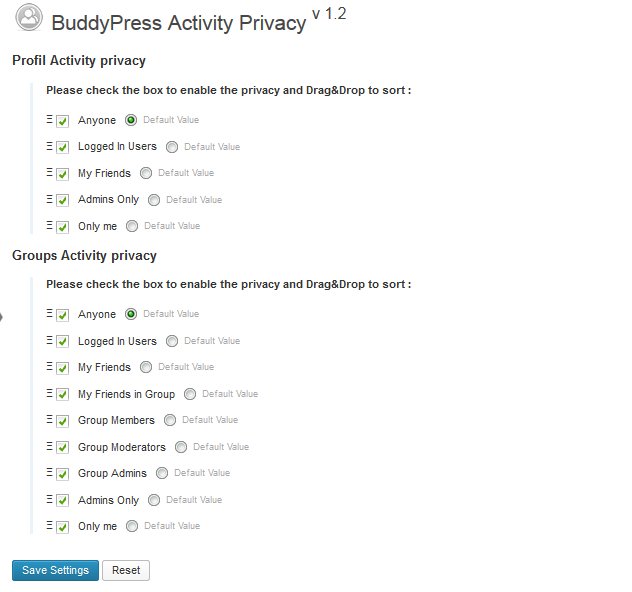 BuddyPress Activity Privacy v 1.2
Profil Activity privacy
Please check the box to enable the privacy and Drag&Drop to sort :
Anyone Default Value
Logged In Users Default Value
My Friends Default Value
Admins Only Default Value
Only me Default Value
Groups Activity privacy
Please check the box to enable the privacy and Drag&Drop to sort :
Anyone Default Value
Logged In Users Default Value
My Friends Default Value
My Friends in Group Default Value
Group Members Default Value
Group Moderators Default Value
Group Admins Default Value
Admins Only Default Value
Only me Default Value
Save Settings Reset